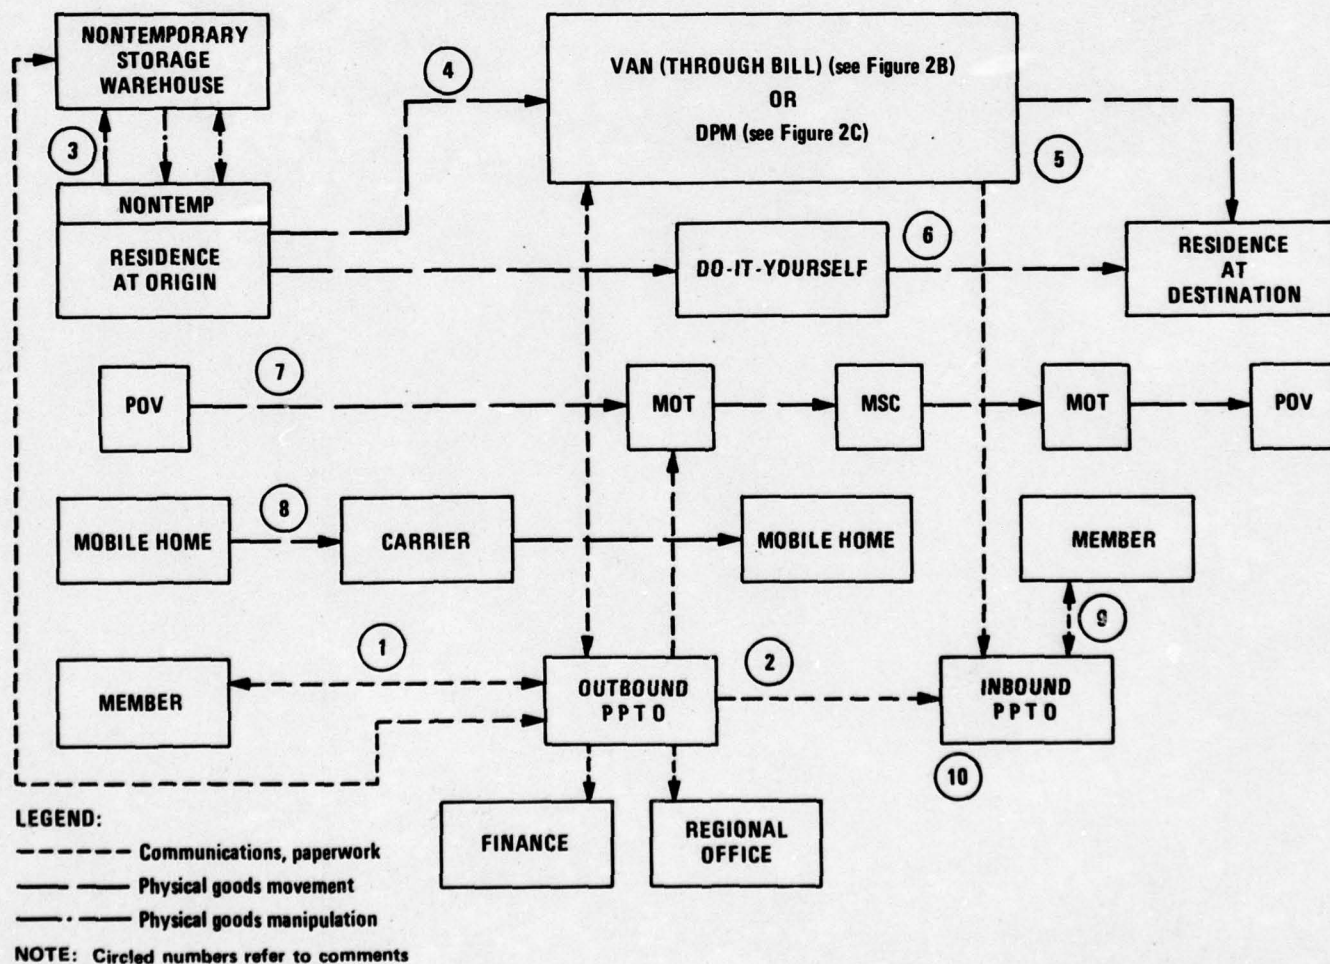 NONTEMPORARY
STORAGE
WAREHOUSE
4
VAN (THROUGH BILL) (see Figure 2B)
OR
DPM (see Figure 2C)
3
5
NONTEMP
RESIDENCE
AT ORIGIN
DO-IT-YOURSELF
6
RESIDENCE
AT
DESTINATION
POV
7
MOT
MSC
MOT
POV
MOBILE HOME
8
CARRIER
MOBILE HOME
MEMBER
9
MEMBER
1
OUTBOUND
PPTO
2
INBOUND
PPTO
10
FINANCE
REGIONAL
OFFICE
LEGEND:
Communications, paperwork
Physical goods movement
Physical goods manipulation
NOTE: Circled numbers refer to comments